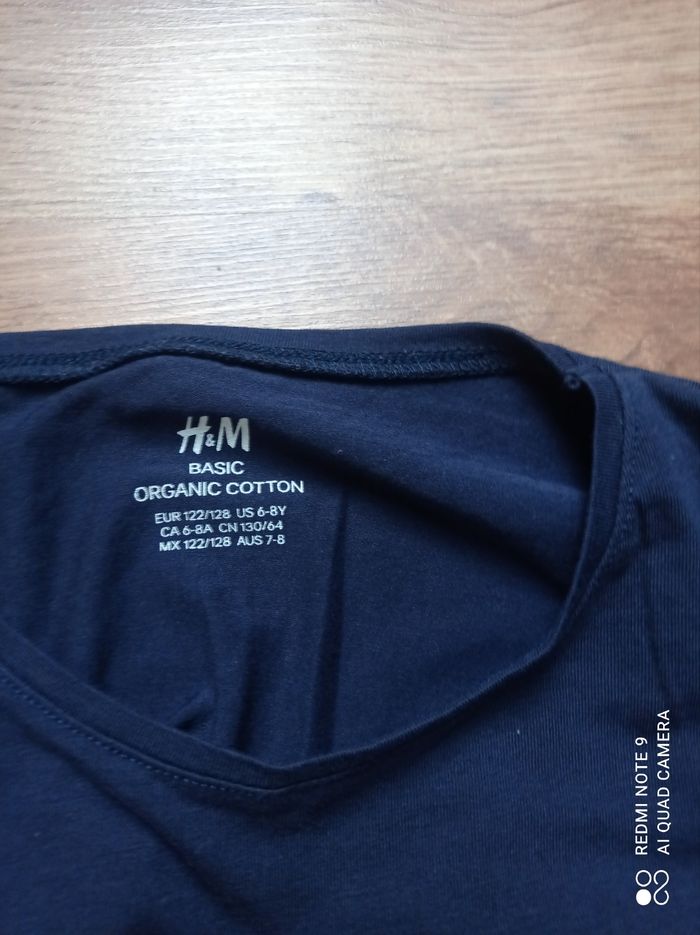 H&M
BASIC
ORGANIC COTTON
EUR 122/128 US 6-8Y
CA 6-8A CN 130/64
MX 122/128 AUS 7-8
REDMI NOTE 9
AI QUAD CAMERA